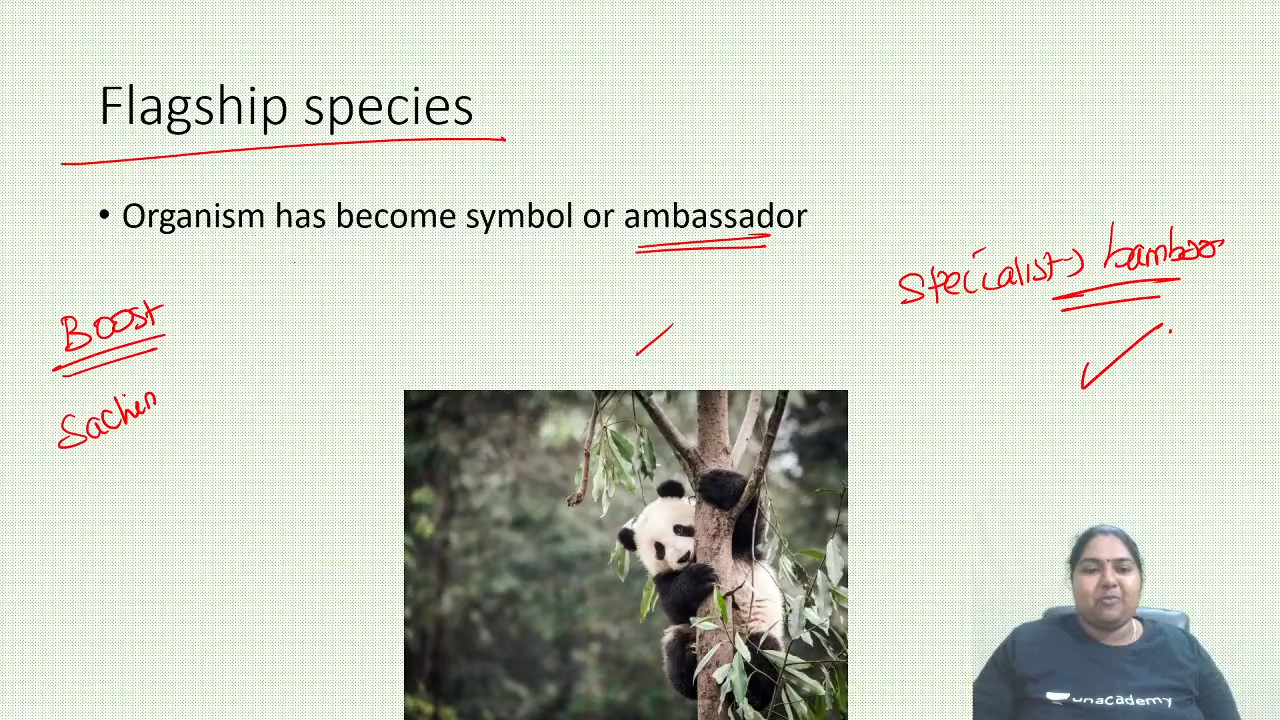 Flagship species
• Organism has become symbol or ambassador
Specialist → bamboo
Boost
Sachin
unacademy